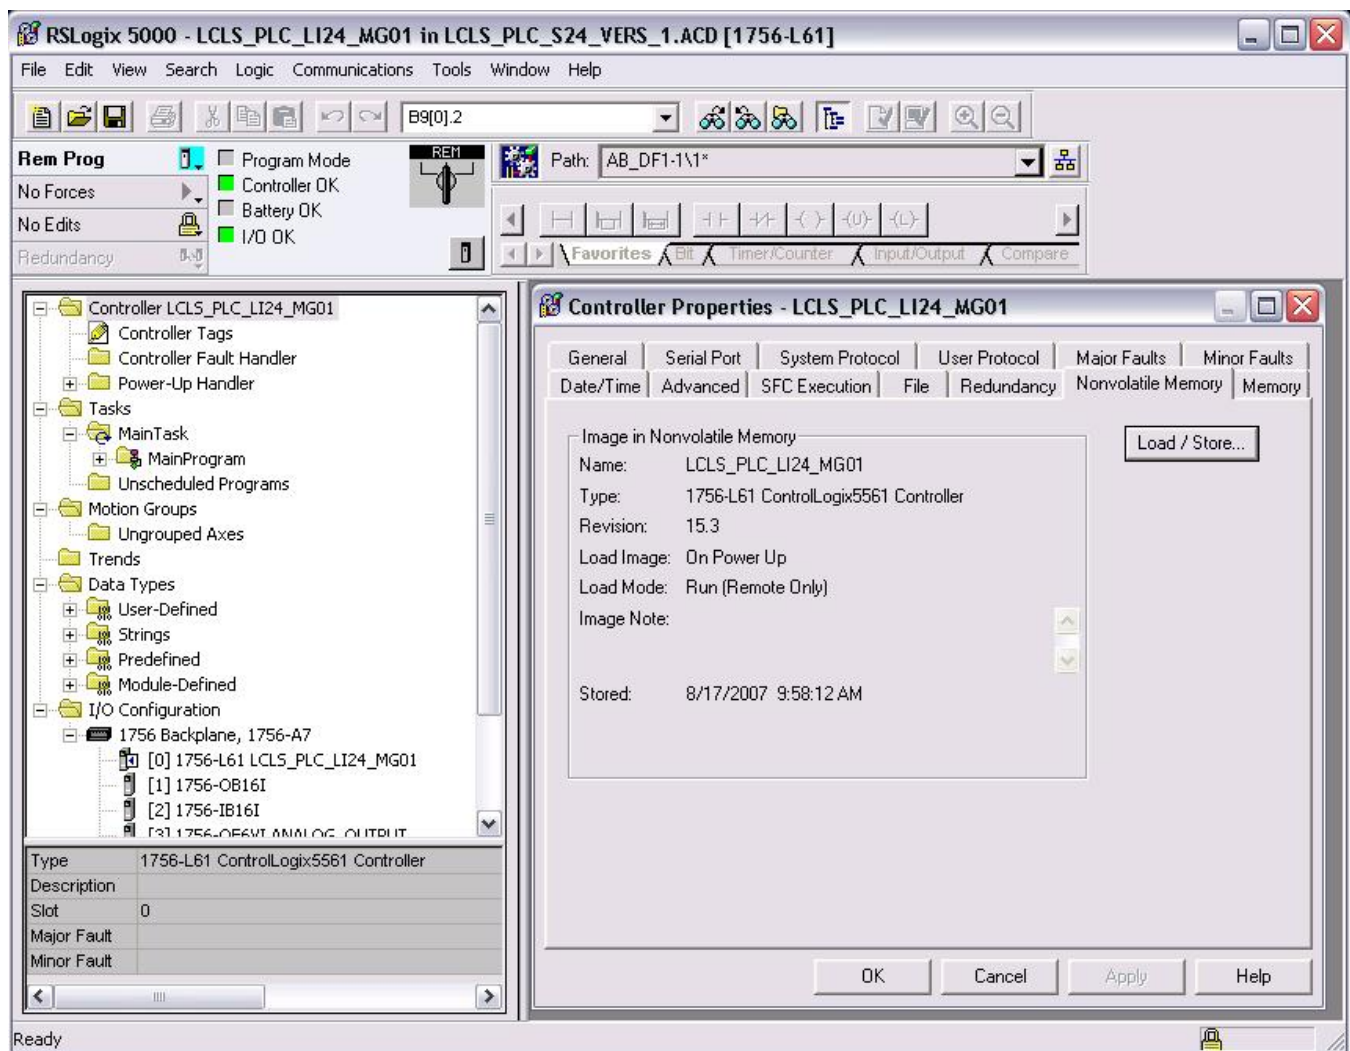 RSLogix 5000 - LCLS_PLC_LI24_MG01 in LCLS_PLC_S24_VERS_1.ACD [1756-L61]
File Edit View Search Logic Communications Tools Window Help
B9[0].2
Rem Prog
No Forces
No Edits
Redundancy
Program Mode
Controller OK
Battery OK
I/O OK
REM
Path: AB_DF1-1\1*
(U) (L)
Favorites Bit Timer/Counter Input/Output Compare
Controller LCLS_PLC_LI24_MG01
Controller Tags
Controller Fault Handler
Power-Up Handler
Tasks
MainTask
MainProgram
Unscheduled Programs
Motion Groups
Ungrouped Axes
Trends
Data Types
User-Defined
Strings
Predefined
Module-Defined
I/O Configuration
1756 Backplane, 1756-A7
[0] 1756-L61 LCLS_PLC_LI24_MG01
[1] 1756-OB16I
[2] 1756-IB16I
[3] 1756-OF6VI ANALOG_OUTPUT
Type 1756-L61 ControlLogix5561 Controller
Description
Slot 0
Major Fault
Minor Fault
Controller Properties - LCLS_PLC_LI24_MG01
General Serial Port System Protocol User Protocol Major Faults Minor Faults
Date/Time Advanced SFC Execution File Redundancy Nonvolatile Memory Memory
Image in Nonvolatile Memory
Name: LCLS_PLC_LI24_MG01
Type: 1756-L61 ControlLogix5561 Controller
Revision: 15.3
Load Image: On Power Up
Load Mode: Run (Remote Only)
Image Note:
Stored: 8/17/2007 9:58:12 AM
Load / Store...
OK Cancel Apply Help
Ready